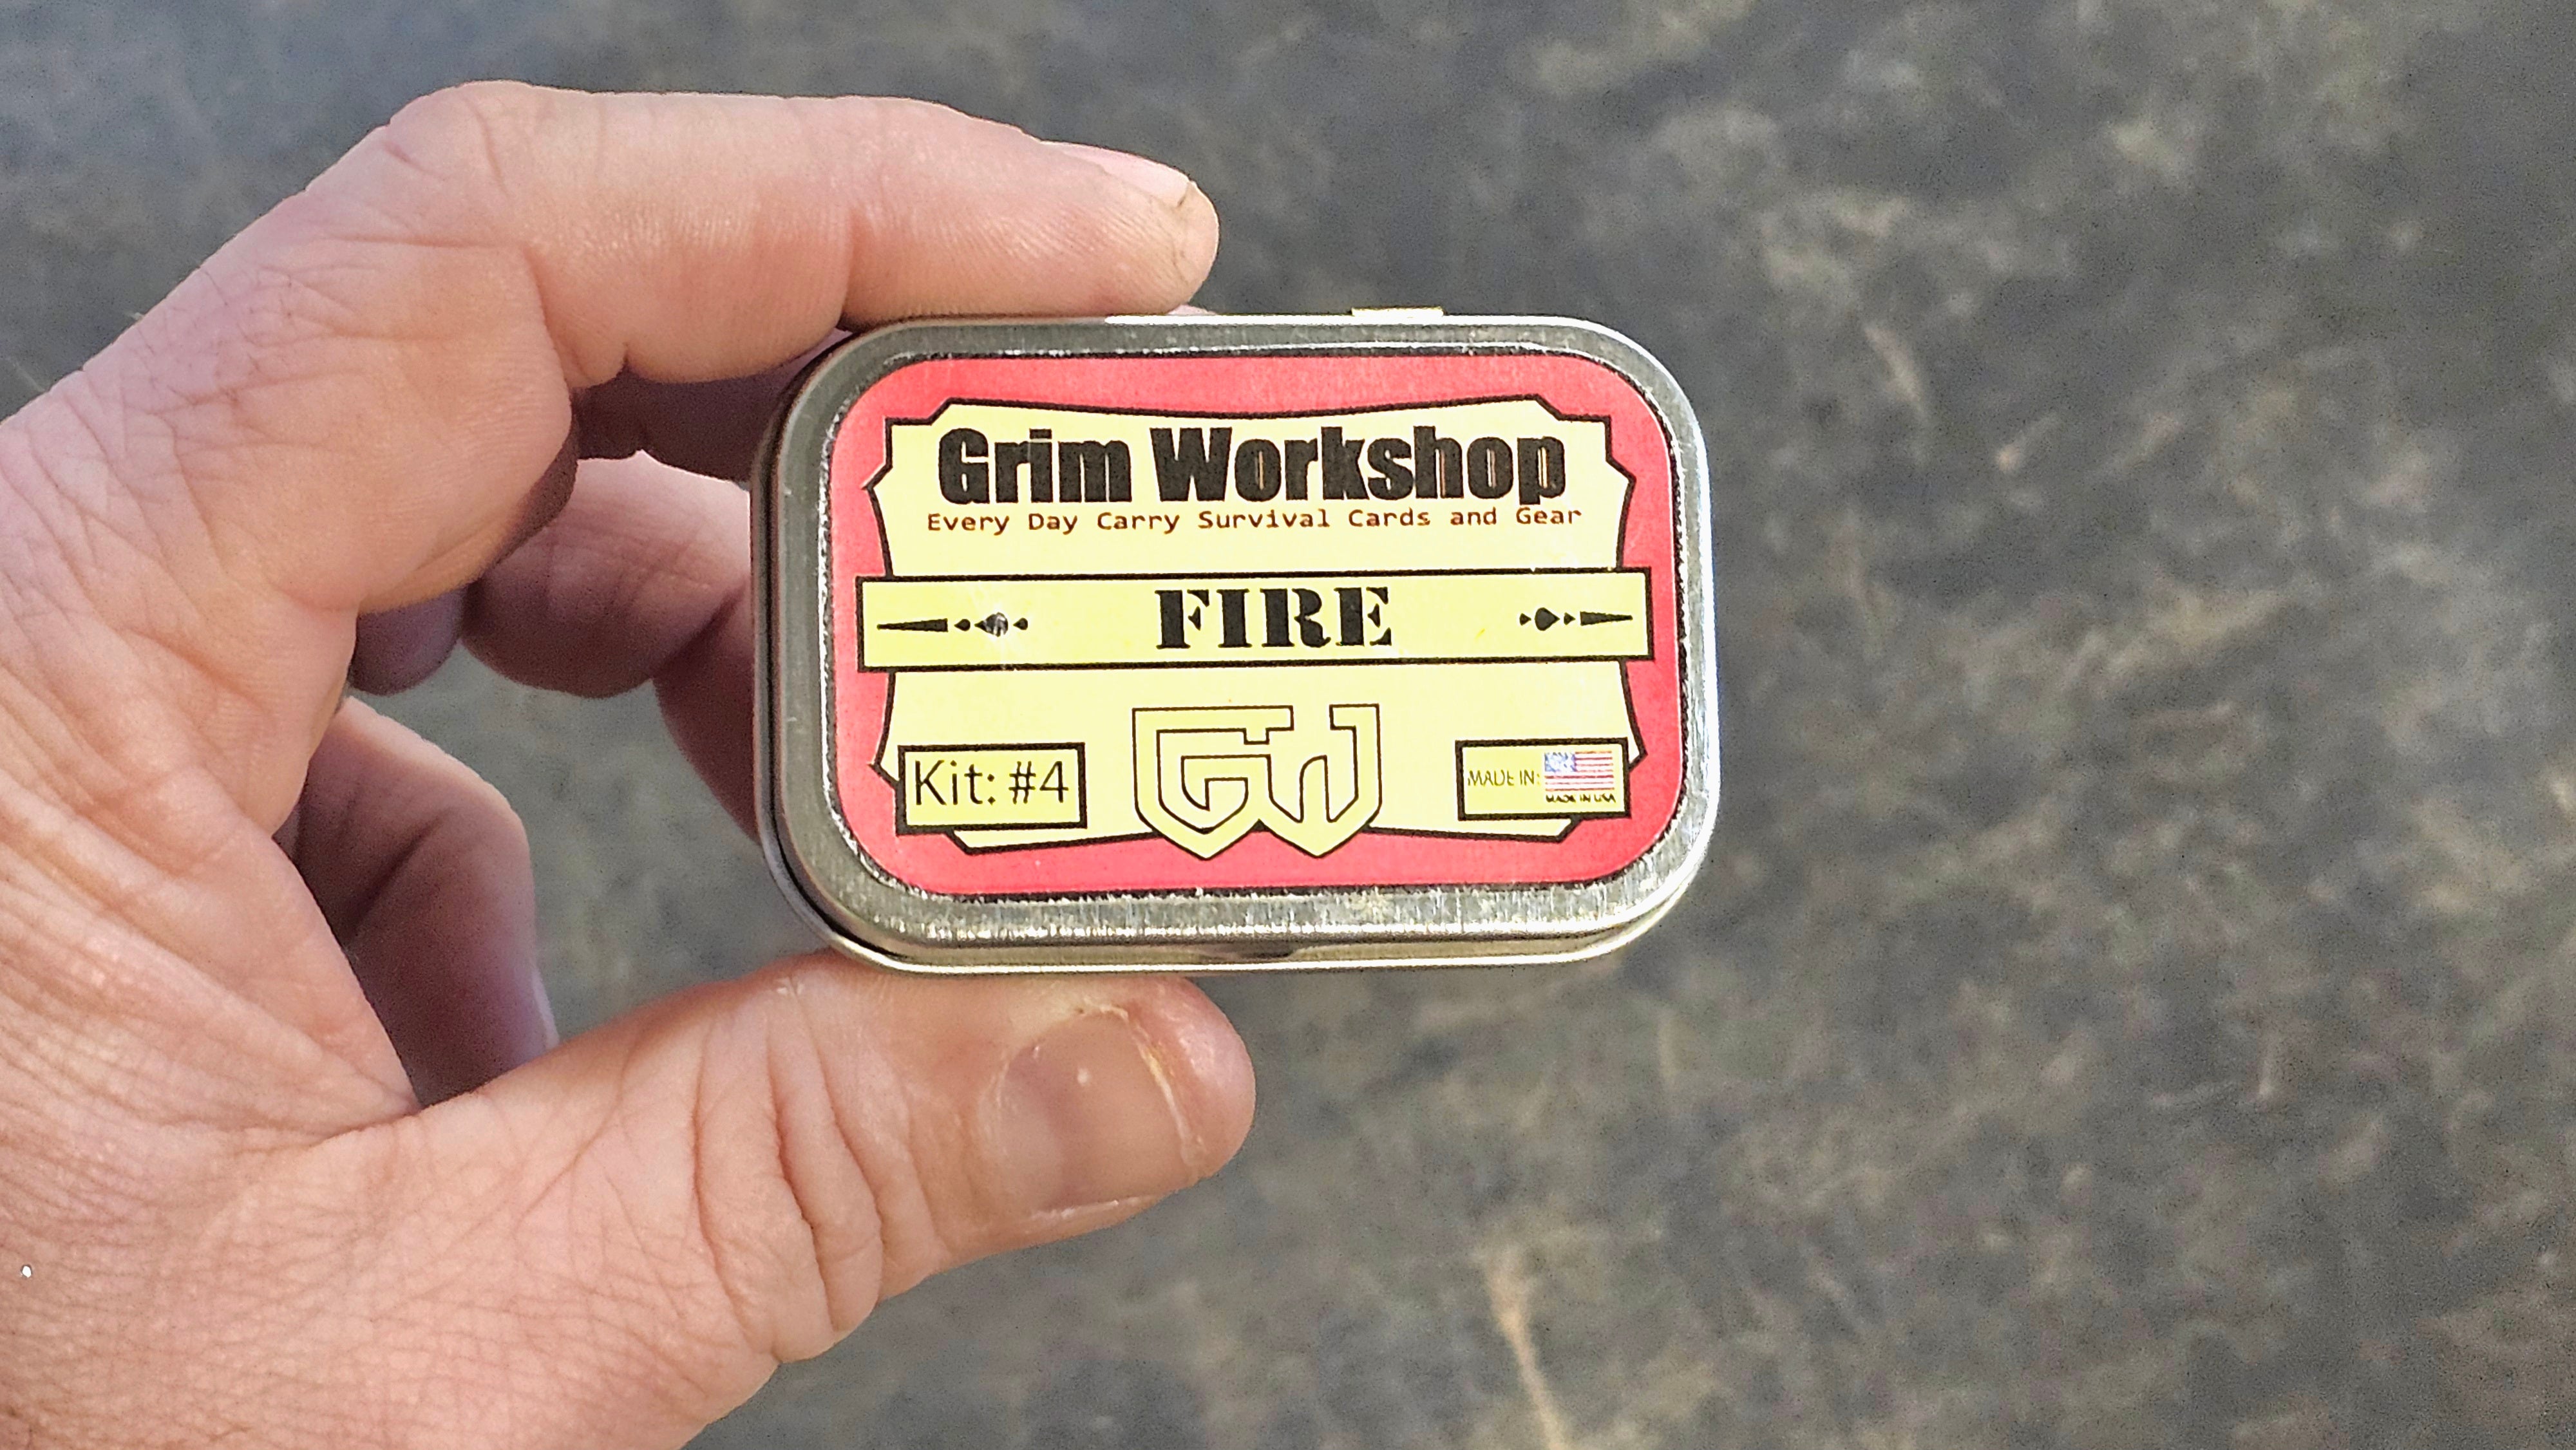 Grim Workshop
Every Day Carry Survival Cards and Gear
FIRE
GW
Kit: #4
MADE IN:
MADE IN USA